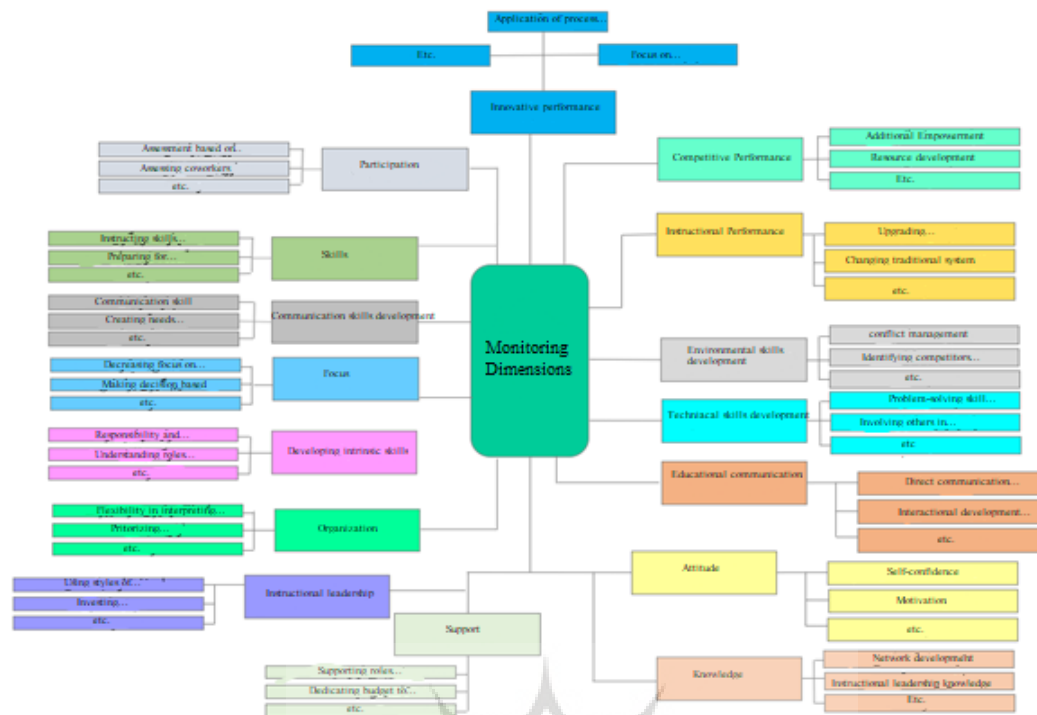 Application of process...
Etc.
Focus on...
Innovative performance
Assessment based on..
Assessing coworkers
etc.
Participation
Competitive Performance
Additional Empowerment
Resource development
Etc.
Instructing skills...
Preparing for...
etc.
Skills
Instructional Performance
Upgrading...
Changing traditional system
etc.
Communication skill
Creating needs...
etc.
Communication skills development
Monitoring
Dimensions
Environmental skills
development
conflict management
Identifying competitors...
etc.
Decreasing focus on...
Making decision based
etc.
Focus
Techniacal skills development
Problem-solving skill...
Involving others in...
etc
Responsibility and...
Understanding roles...
etc.
Developing intrinsic skills
Educational communication
Direct communication...
Interactional development...
etc.
Flexibility in interpreting...
Pritorizing...
etc.
Organization
Using styles of...
Investing...
etc.
Instructional leadership
Attitude
Self-confidence
Motivation
etc.
Support
Supporting roles...
Dedicating budget to...
etc.
Knowledge
Network development
Instructional leadership knowledge
Etc.